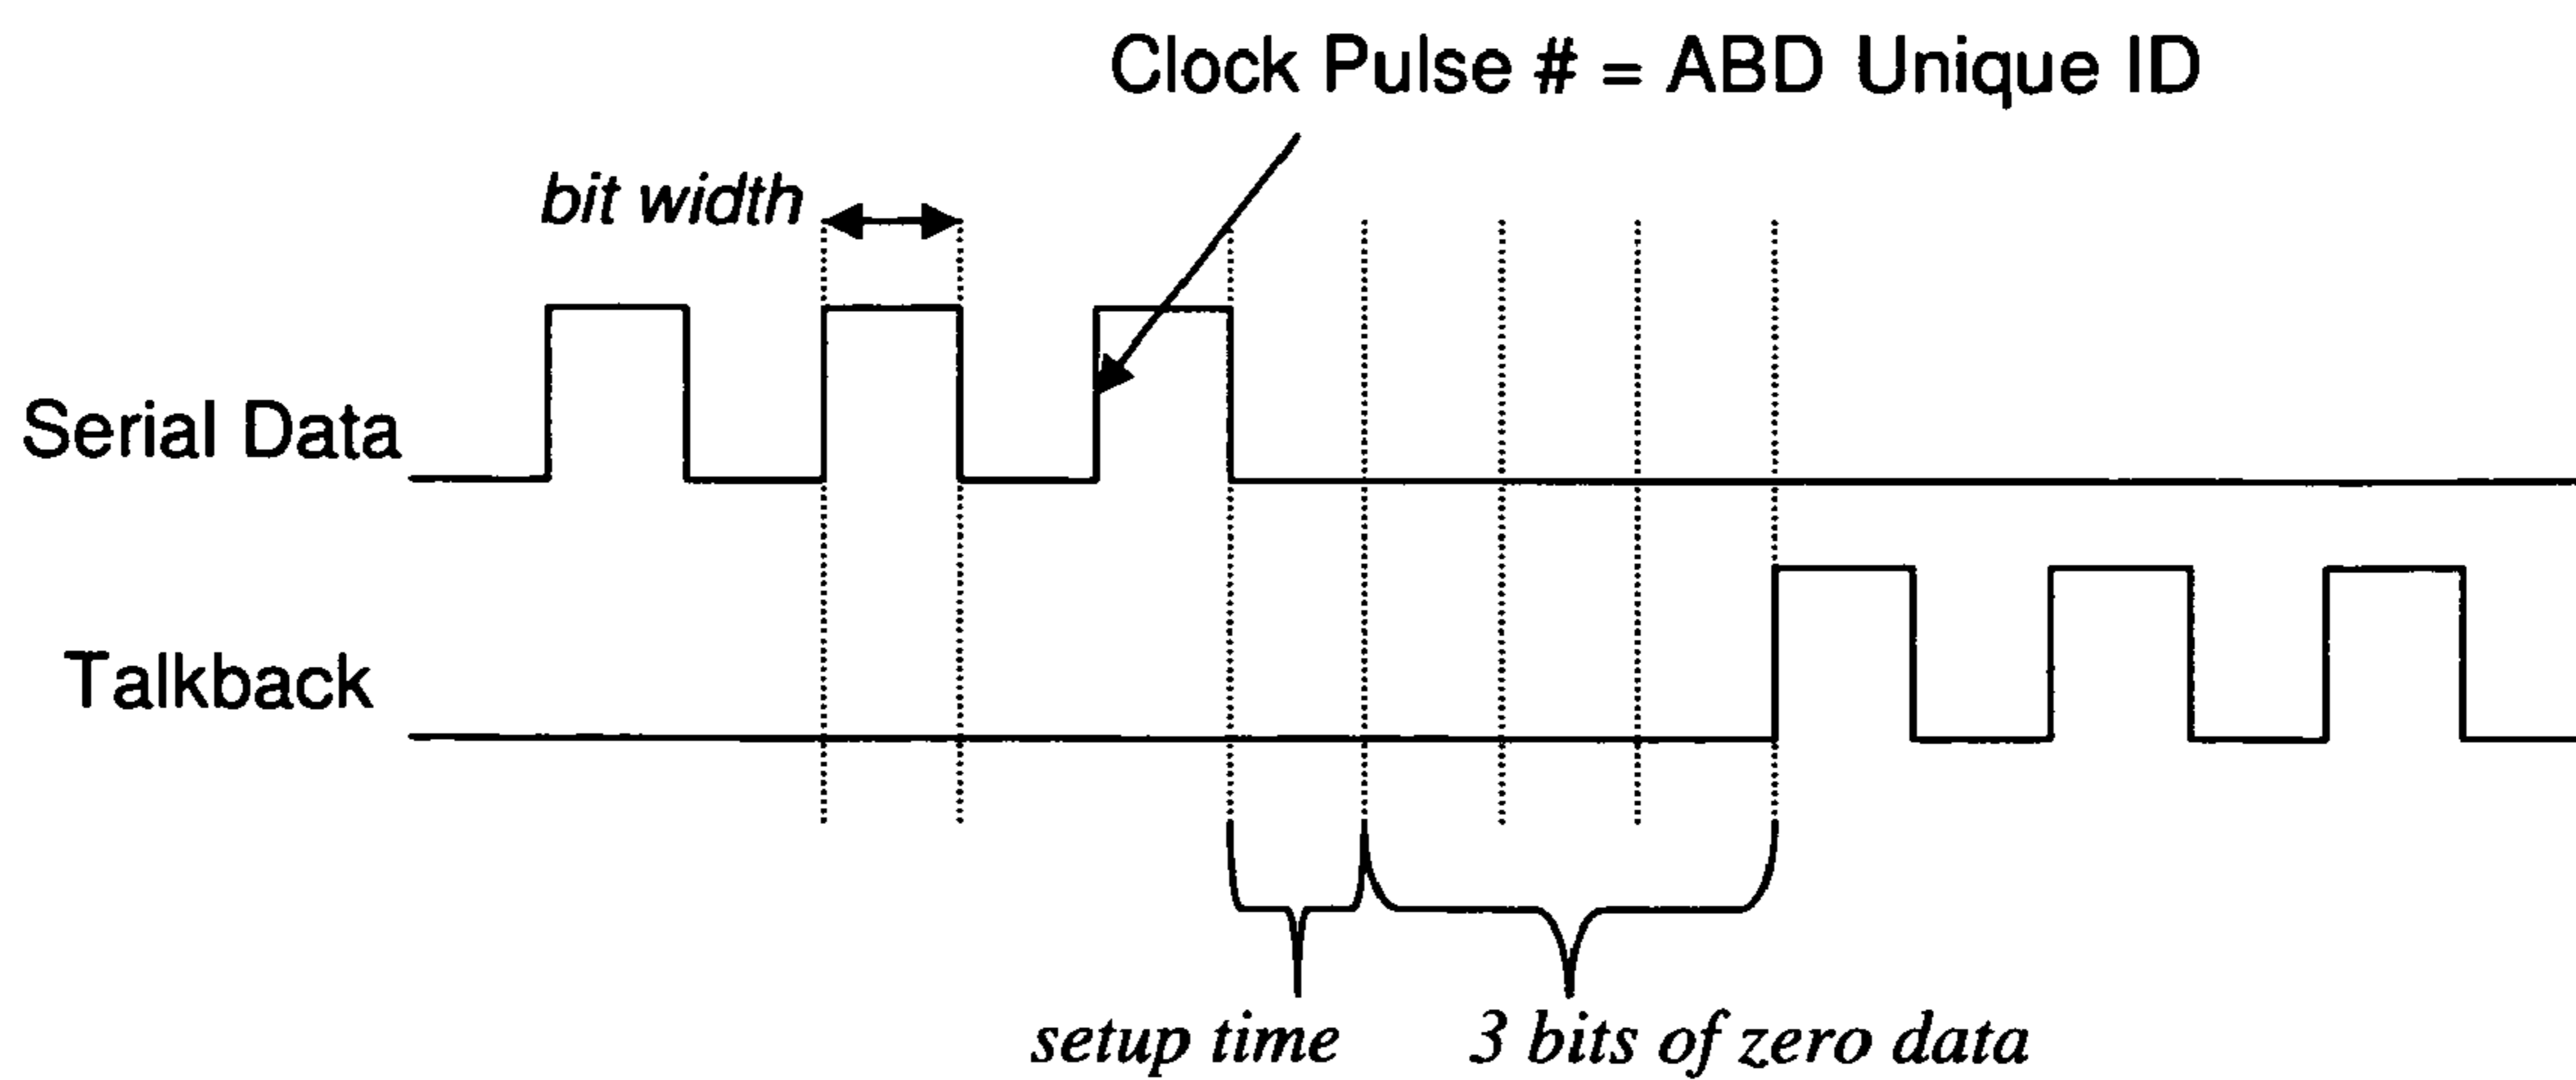 Clock Pulse # = ABD Unique ID
bit width
Serial Data
Talkback
setup time
3 bits of zero data